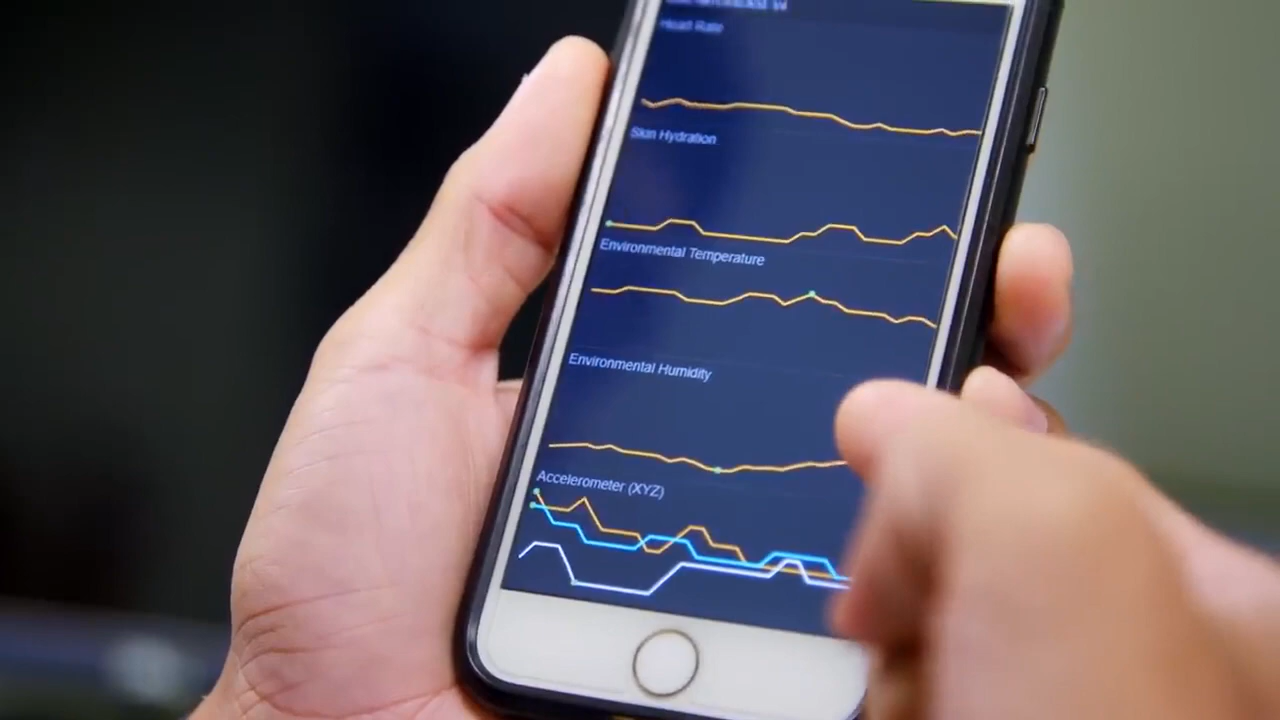 Heart Rate
Skin Hydration
Environmental Temperature
Environmental Humidity
Accelerometer (XYZ)